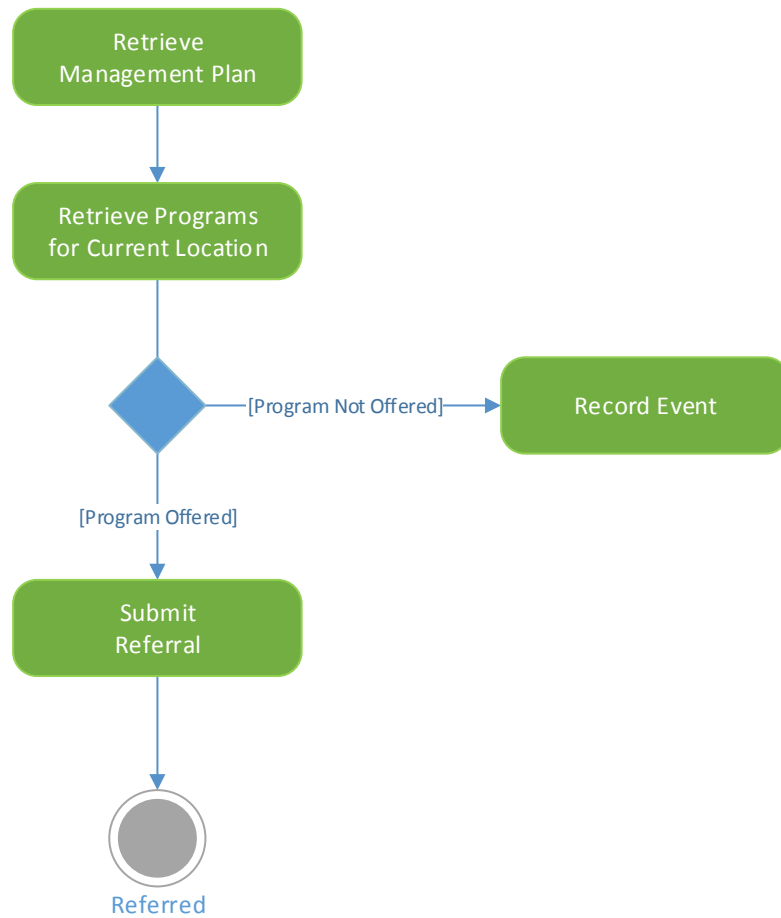 Retrieve
Management Plan
Retrieve Programs
for Current Location
[Program Not Offered]
Record Event
[Program Offered]
Submit
Referral
Referred